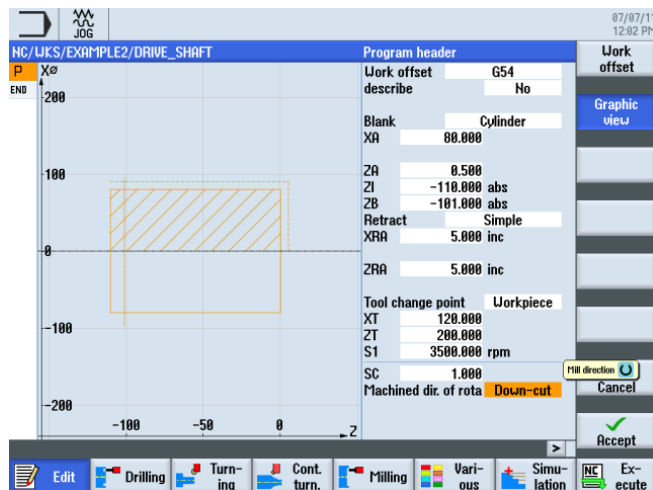 JOG
07/07/1
12:02 PM
NC/WKS/EXAMPLE2/DRIVE_SHAFT
Program header
Work offset
P
END
XØ
200
100
0
-100
-200
-100
-50
0
Z
Work offset G54
describe No
Blank Cylinder
XA 80.000
ZA 0.500
ZI -110.000 abs
ZB -101.000 abs
Retract Simple
XRA 5.000 inc
ZRA 5.000 inc
Tool change point Workpiece
XT 120.000
ZT 200.000
S1 3500.000 rpm
SC 1.000
Machined dir. of rota Down-cut
Graphic view
Mill direction
Cancel
Accept
>
Edit
Drilling
Turn-
ing
Cont.
turn.
Milling
Vari-
ous
Simu-
lation
NC
Ex-
ecute